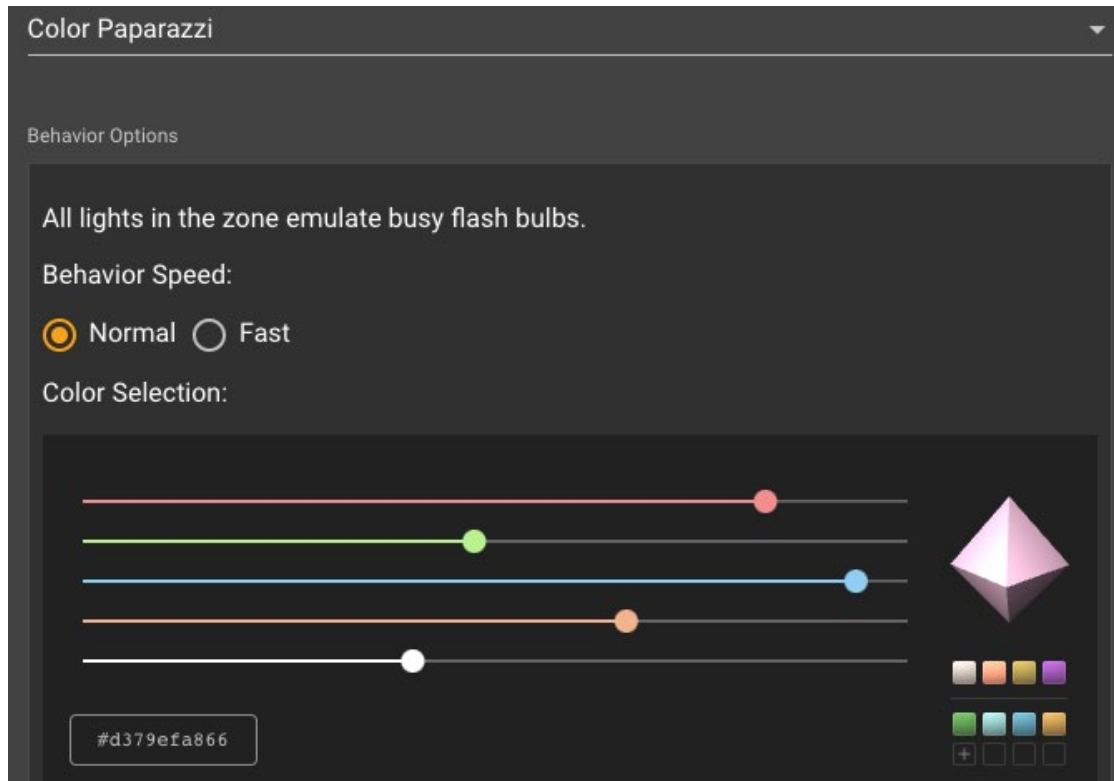 Color Paparazzi
Behavior Options
All lights in the zone emulate busy flash bulbs.
Behavior Speed:
Normal Fast
Color Selection:
#d379efa866
+